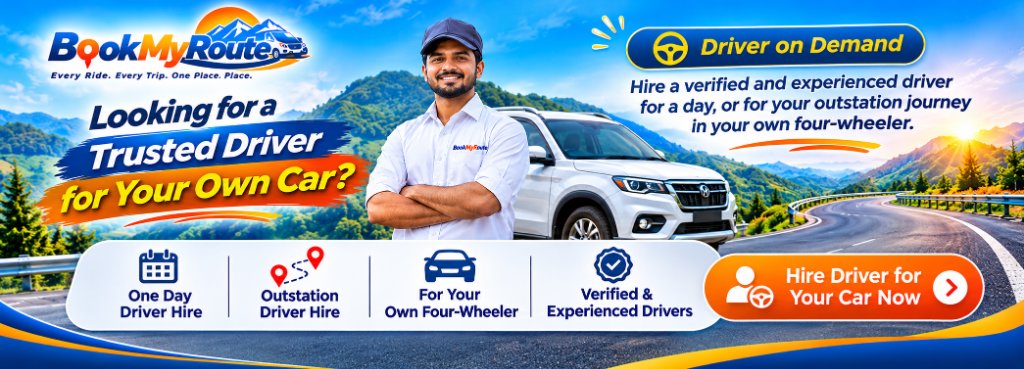 BookMyRoute
Every Ride. Every Trip. One Place. Place.
Looking for a
Trusted Driver
for Your Own Car?
BookMyRoute
Driver on Demand
Hire a verified and experienced driver
for a day, or for your outstation journey
in your own four-wheeler.
One Day
Driver Hire
Outstation
Driver Hire
For Your
Own Four-Wheeler
Verified &
Experienced Drivers
Hire Driver for
Your Car Now